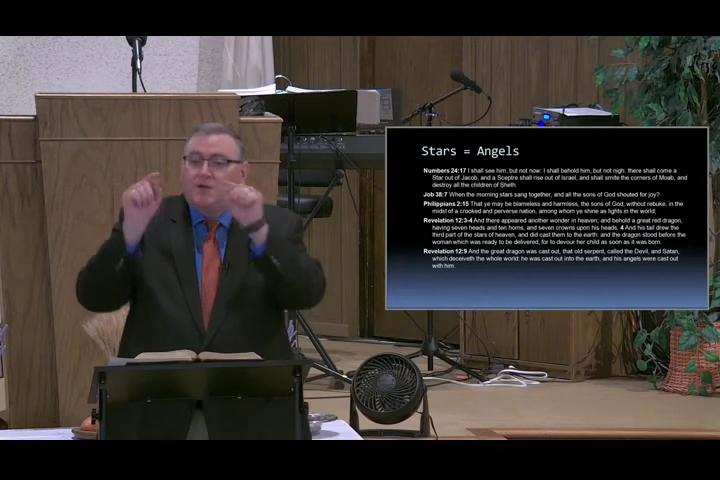 Stars = Angels
Numbers 24:17 I shall see him, but not now: I shall behold him, but not nigh: there shall come a
Star out of Jacob, and a Sceptre shall rise out of Israel, and shall smite the corners of Moab, and
destroy all the children of Sheth.
Job 38:7 When the morning stars sang together, and all the sons of God shouted for joy?
Philippians 2:15 That ye may be blameless and harmless, the sons of God, without rebuke, in the
midst of a crooked and perverse nation, among whom ye shine as lights in the world;
Revelation 12:3-4 And there appeared another wonder in heaven; and behold a great red dragon,
having seven heads and ten horns, and seven crowns upon his heads. 4 And his tail drew the
third part of the stars of heaven, and did cast them to the earth: and the dragon stood before the
woman which was ready to be delivered, for to devour her child as soon as it was born.
Revelation 12:9 And the great dragon was cast out, that old serpent, called the Devil, and Satan,
which deceiveth the whole world: he was cast out into the earth, and his angels were cast out
with him.